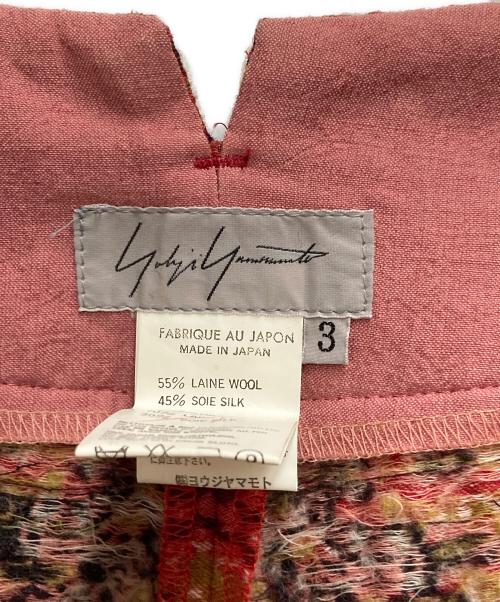 Yohji Yamamoto
FABRIQUE AU JAPON
MADE IN JAPAN
3
55% LAINE WOOL
45% SOIE SILK
㈱ヨウジヤマモト